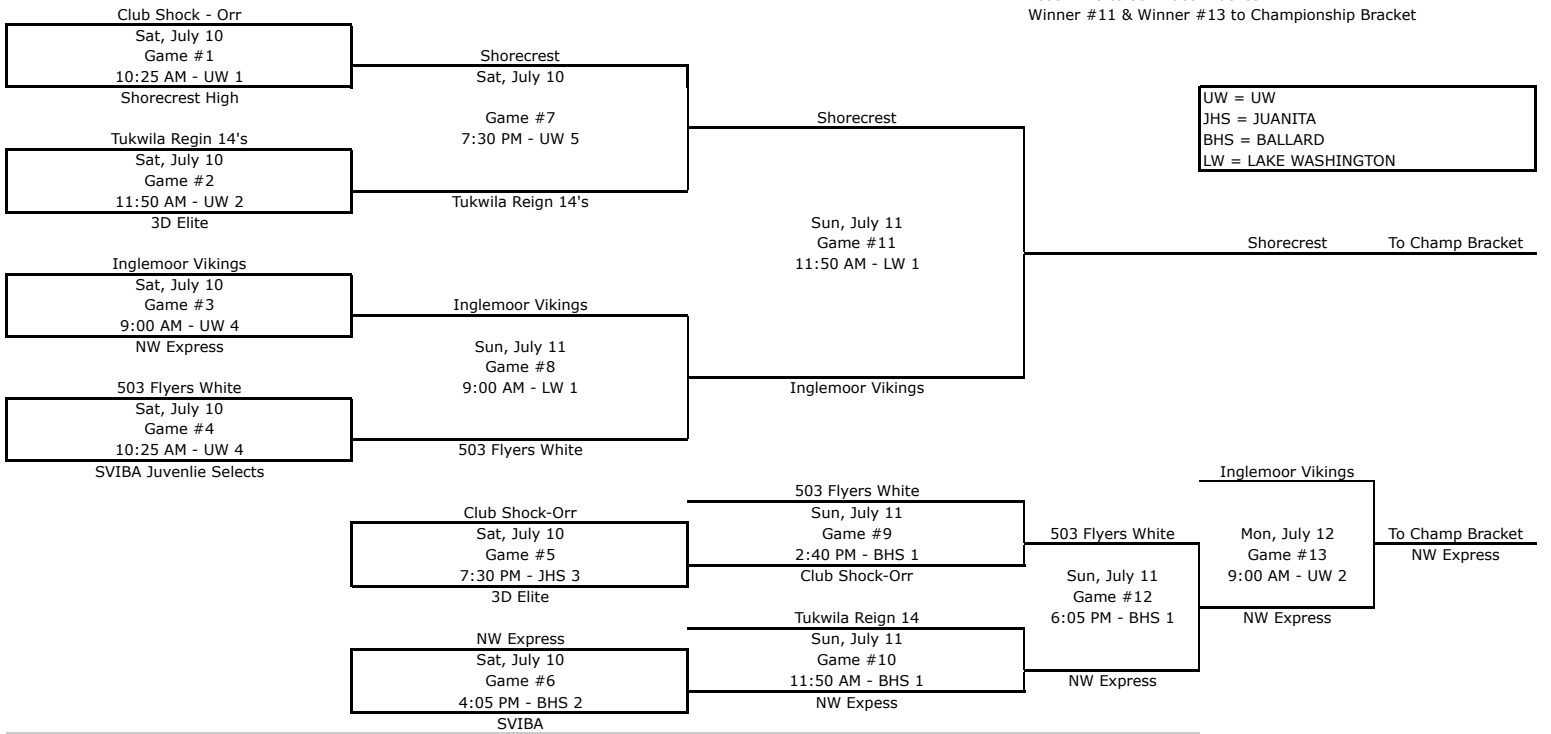 Winner #11 & Winner #13 to Championship Bracket
Club Shock - Orr
Sat, July 10
Game #1
10:25 AM - UW 1
Shorecrest High
Tukwila Regin 14's
Sat, July 10
Game #2
11:50 AM - UW 2
3D Elite
Inglemoor Vikings
Sat, July 10
Game #3
9:00 AM - UW 4
NW Express
503 Flyers White
Sat, July 10
Game #4
10:25 AM - UW 4
SVIBA Juvenlie Selects
Shorecrest
Sat, July 10
Game #7
7:30 PM - UW 5
Tukwila Reign 14's
Inglemoor Vikings
Sun, July 11
Game #8
9:00 AM - LW 1
503 Flyers White
Shorecrest
Sun, July 11
Game #11
11:50 AM - LW 1
Inglemoor Vikings
UW = UW
JHS = JUANITA
BHS = BALLARD
LW = LAKE WASHINGTON
Shorecrest To Champ Bracket
Club Shock-Orr
Sat, July 10
Game #5
7:30 PM - JHS 3
3D Elite
NW Express
Sat, July 10
Game #6
4:05 PM - BHS 2
SVIBA
503 Flyers White
Sun, July 11
Game #9
2:40 PM - BHS 1
Club Shock-Orr
Tukwila Reign 14
Sun, July 11
Game #10
11:50 AM - BHS 1
NW Expess
503 Flyers White
Sun, July 11
Game #12
6:05 PM - BHS 1
NW Express
Inglemoor Vikings
Mon, July 12
Game #13
9:00 AM - UW 2
NW Express
To Champ Bracket
NW Express